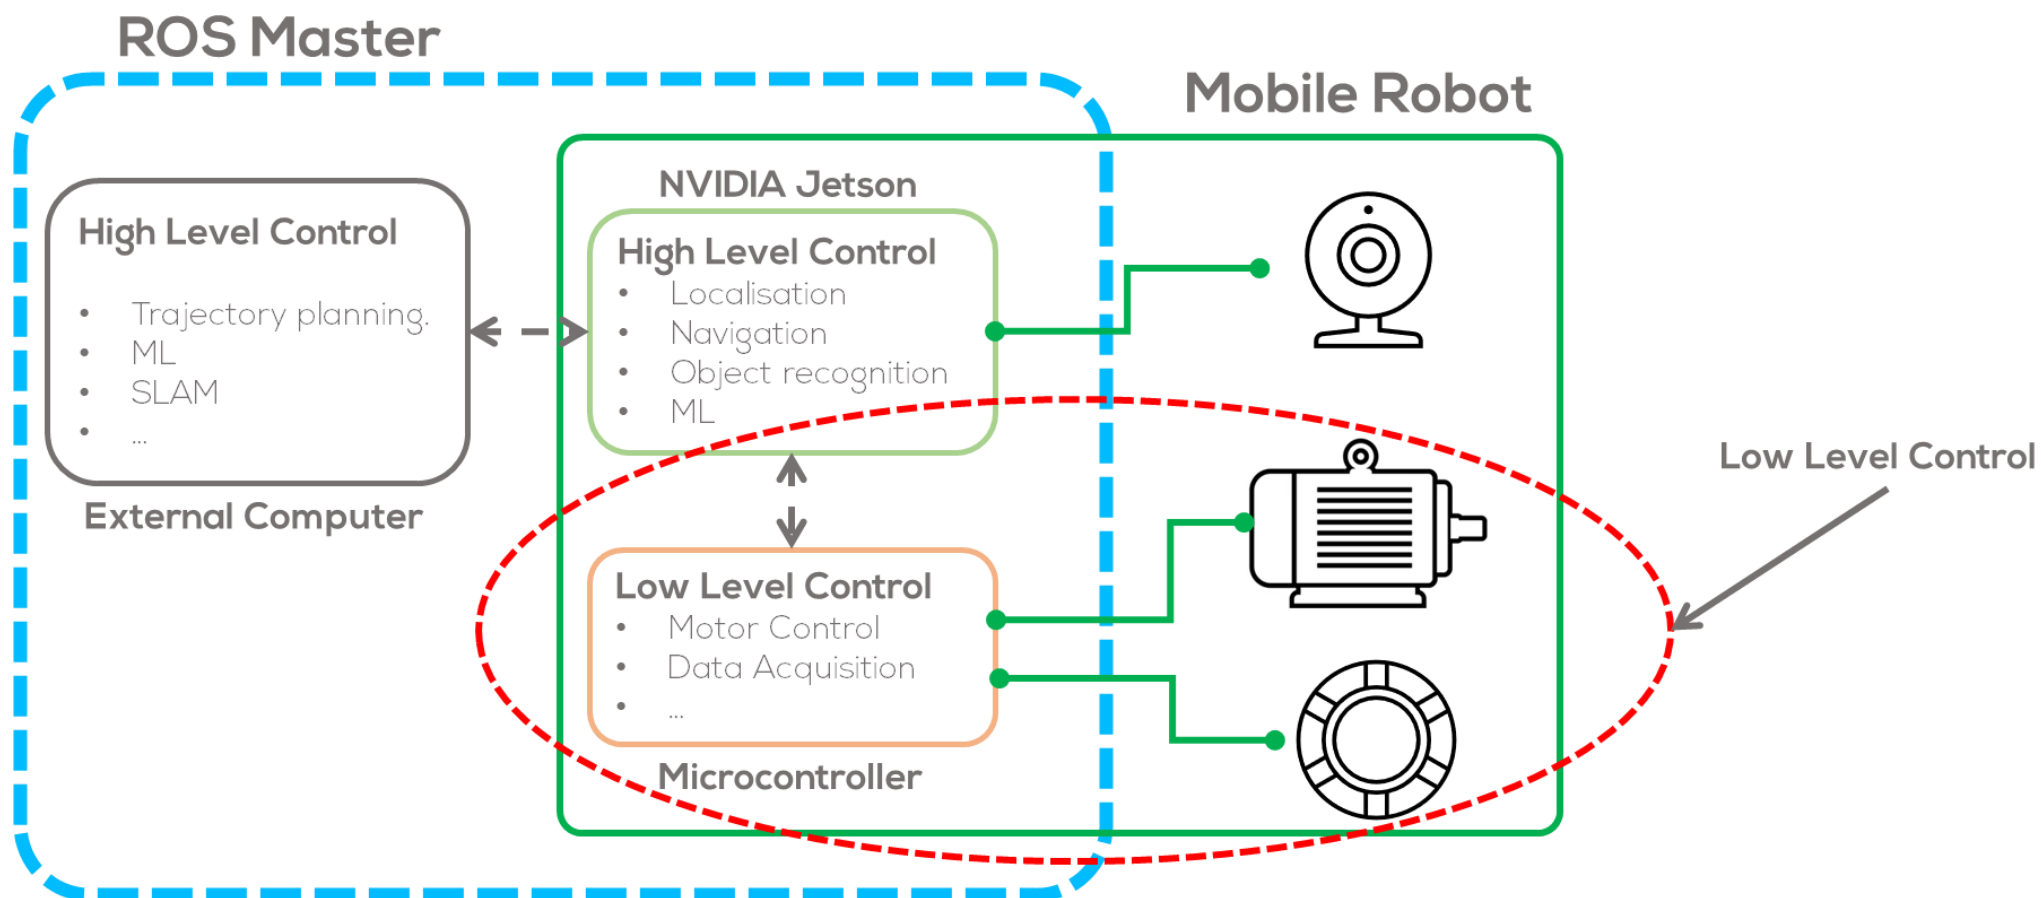 ROS Master
Mobile Robot
High Level Control
• Trajectory planning.
• ML
• SLAM
• ...
External Computer
NVIDIA Jetson
High Level Control
• Localisation
• Navigation
• Object recognition
• ML
Low Level Control
• Motor Control
• Data Acquisition
• ...
Microcontroller
Low Level Control